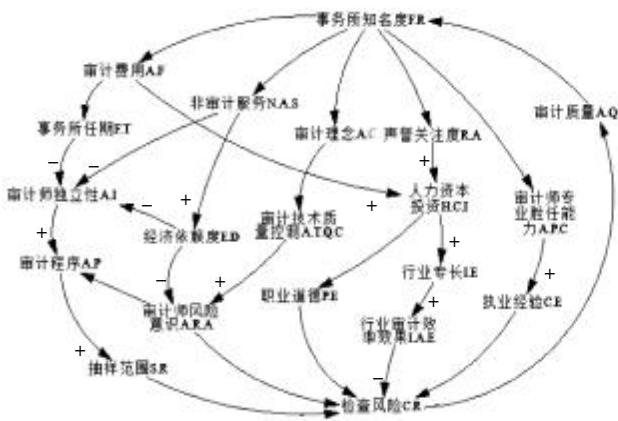 事务所知名度F.R
审计费用A.F
非审计服务N.A.S
审计质量A.Q
事务所任期F.T
审计理念A.C
声誉关注度R.A
−
−
+
审计师独立性A.I
人力资本
投资H.C.I
审计师专
业胜任能
力A.P.C
−
+
+
审计技术质
量控制A.T.Q.C
+
经济依赖度E.D
审计程序A.P
+
+
−
+
行业专长I.E
职业道德P.E
执业经验C.E
审计师风险
意识A.R.A
+
行业审计效
率效果I.A.E
+
抽样范围S.R
−
检查风险C.R